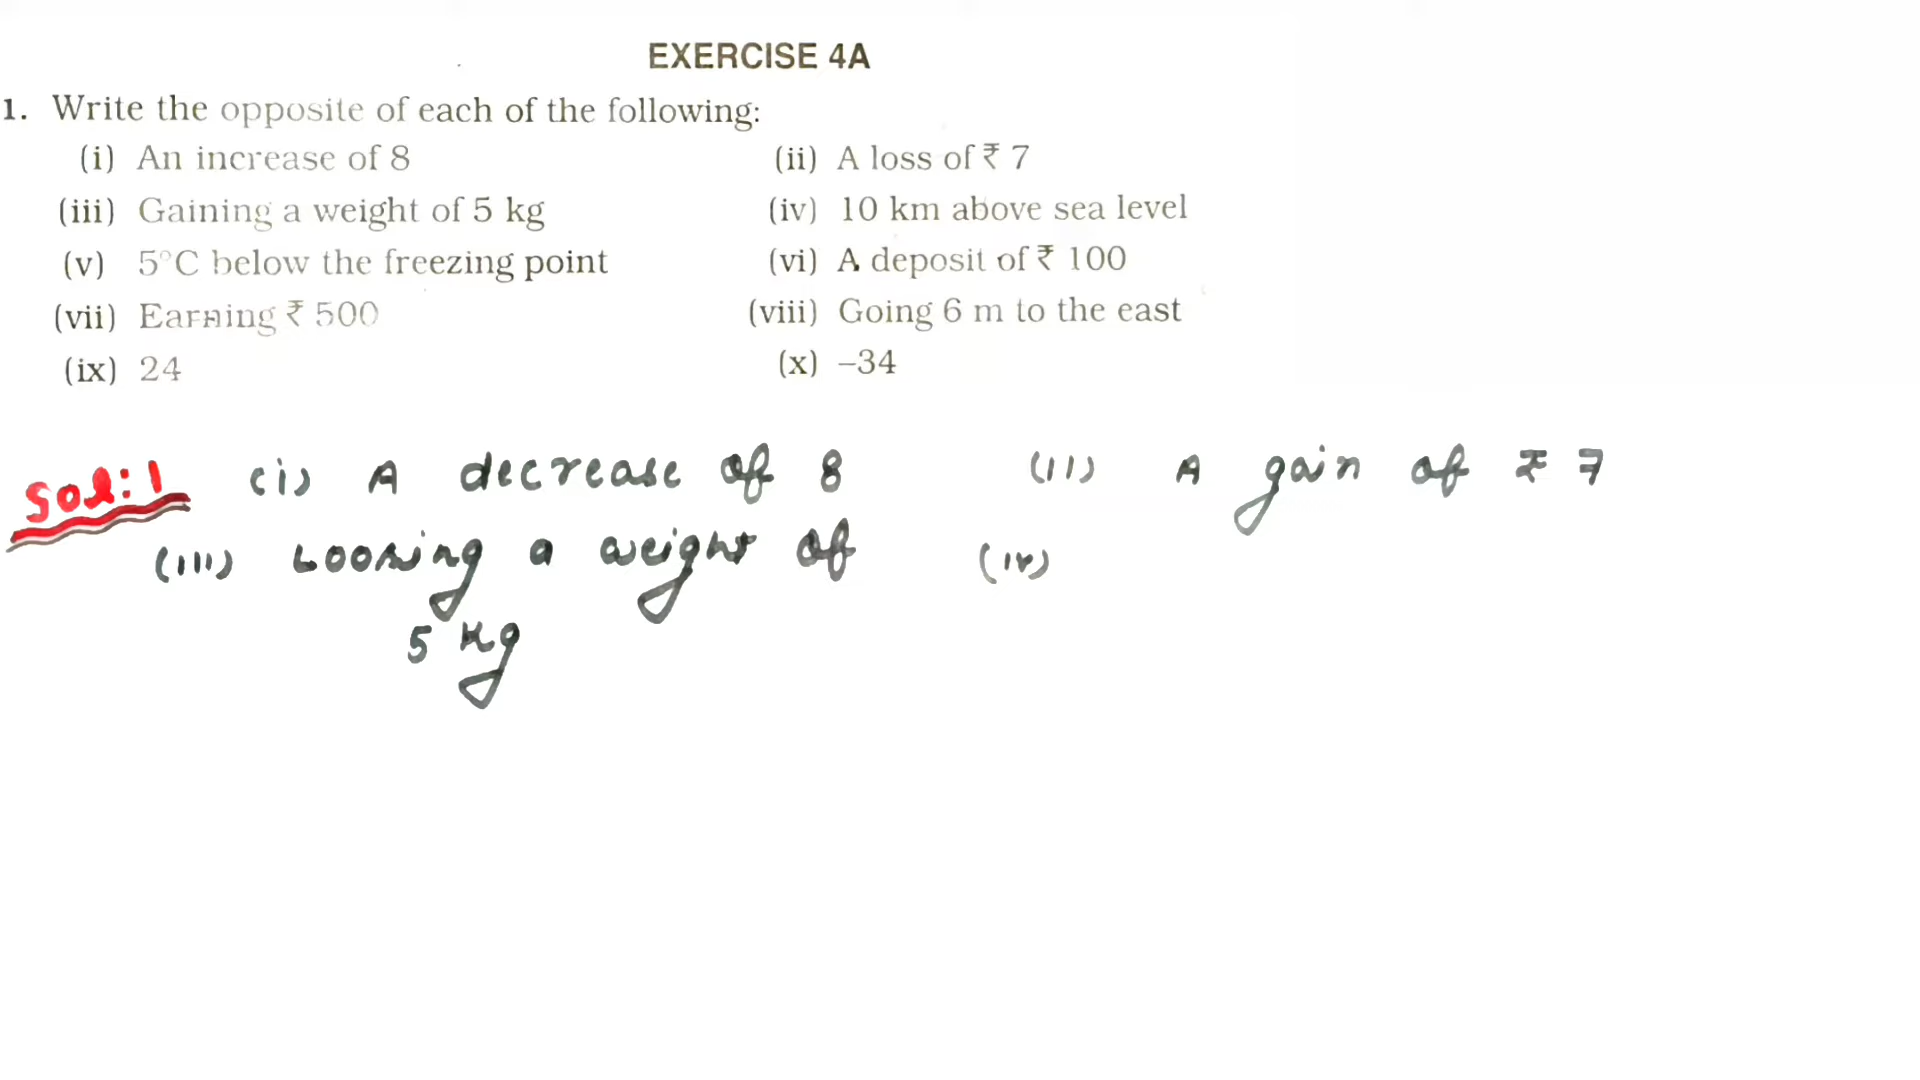 EXERCISE 4A
1. Write the opposite of each of the following:
(i) An increase of 8 (ii) A loss of ₹ 7
(iii) Gaining a weight of 5 kg (iv) 10 km above sea level
(v) 5°C below the freezing point (vi) A deposit of ₹ 100
(vii) Earning ₹ 500 (viii) Going 6 m to the east
(ix) 24 (x) –34
Sol:1 (i) A decrease of 8 (ii) A gain of ₹ 7
(iii) Loosing a weight of (iv)
5 kg